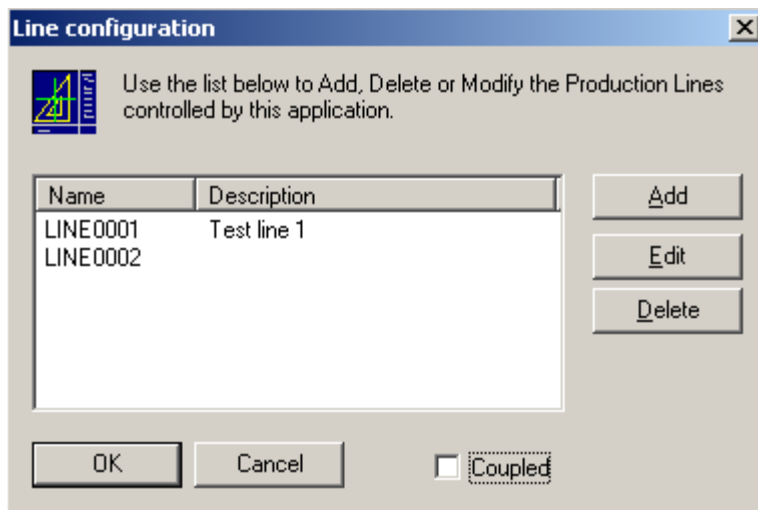 Line configuration
Use the list below to Add, Delete or Modify the Production Lines
controlled by this application.
Name Description
LINE0001 Test line 1
LINE0002
Add
Edit
Delete
OK Cancel Coupled